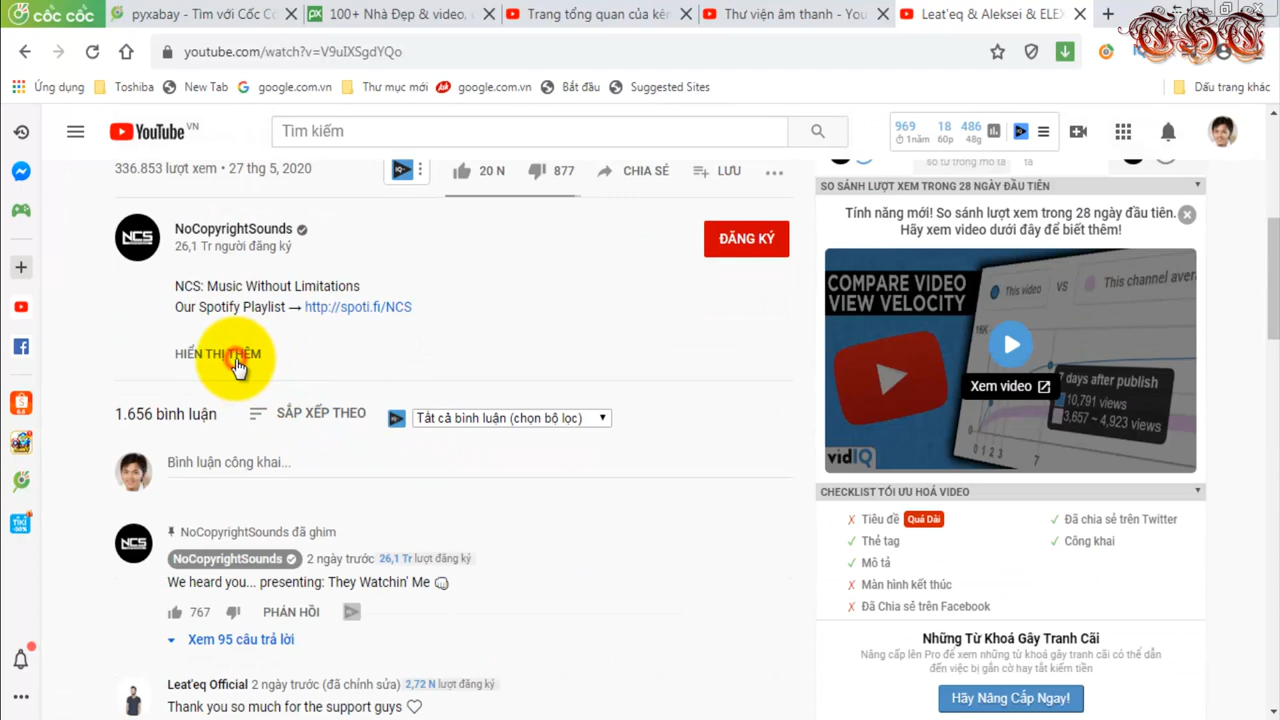 cốc cốc
pyxabay - Tìm với Cốc Cố
100+ Nhà Đẹp & video,
Trang tổng quan của kên
Thư viện âm thanh - You
Leat'eq & Aleksei & ELEX
youtube.com/watch?v=V9uIXSgdYQo
Ứng dụng
Toshiba
New Tab
google.com.vn
Thư mục mới
google.com.vn
Bắt đầu
Suggested Sites
Dấu trang khác
YouTube VN
Tìm kiếm
969 18 486
1năm 60p 48g
336.853 lượt xem • 27 thg 5, 2020
20 N
877
CHIA SẺ
LƯU
NCS
NoCopyrightSounds
26,1 Tr người đăng ký
ĐĂNG KÝ
NCS: Music Without Limitations
Our Spotify Playlist → http://spoti.fi/NCS
HIỂN THỊ THÊM
1.656 bình luận
SẮP XẾP THEO
Tất cả bình luận (chọn bộ lọc)
Bình luận công khai...
NCS
NoCopyrightSounds đã ghim
NoCopyrightSounds
2 ngày trước
26,1 Tr lượt đăng ký
We heard you... presenting: They Watchin' Me
767
PHẢN HỒI
Xem 95 câu trả lời
Leat'eq Official 2 ngày trước (đã chỉnh sửa) 2,72 N lượt đăng ký
Thank you so much for the support guys
SO SÁNH LƯỢT XEM TRONG 28 NGÀY ĐẦU TIÊN
Tính năng mới! So sánh lượt xem trong 28 ngày đầu tiên.
Hãy xem video dưới đây để biết thêm!
COMPARE VIDEO
VIEW VELOCITY
This video
VS
This channel avera
Xem video
7 days after publish
10,791 views
3,657 ~ 4,923 views
0 1 2 3
7
vidIQ
CHECKLIST TỐI ƯU HOÁ VIDEO
Tiêu đề Quá Dài
Thẻ tag
Mô tả
Màn hình kết thúc
Đã Chia sẻ trên Facebook
Đã chia sẻ trên Twitter
Công khai
Những Từ Khoá Gây Tranh Cãi
Nâng cấp lên Pro để xem những từ khoá gây tranh cãi có thể dẫn
đến việc bị gắn cờ hay tắt kiếm tiền
Hãy Nâng Cấp Ngay!